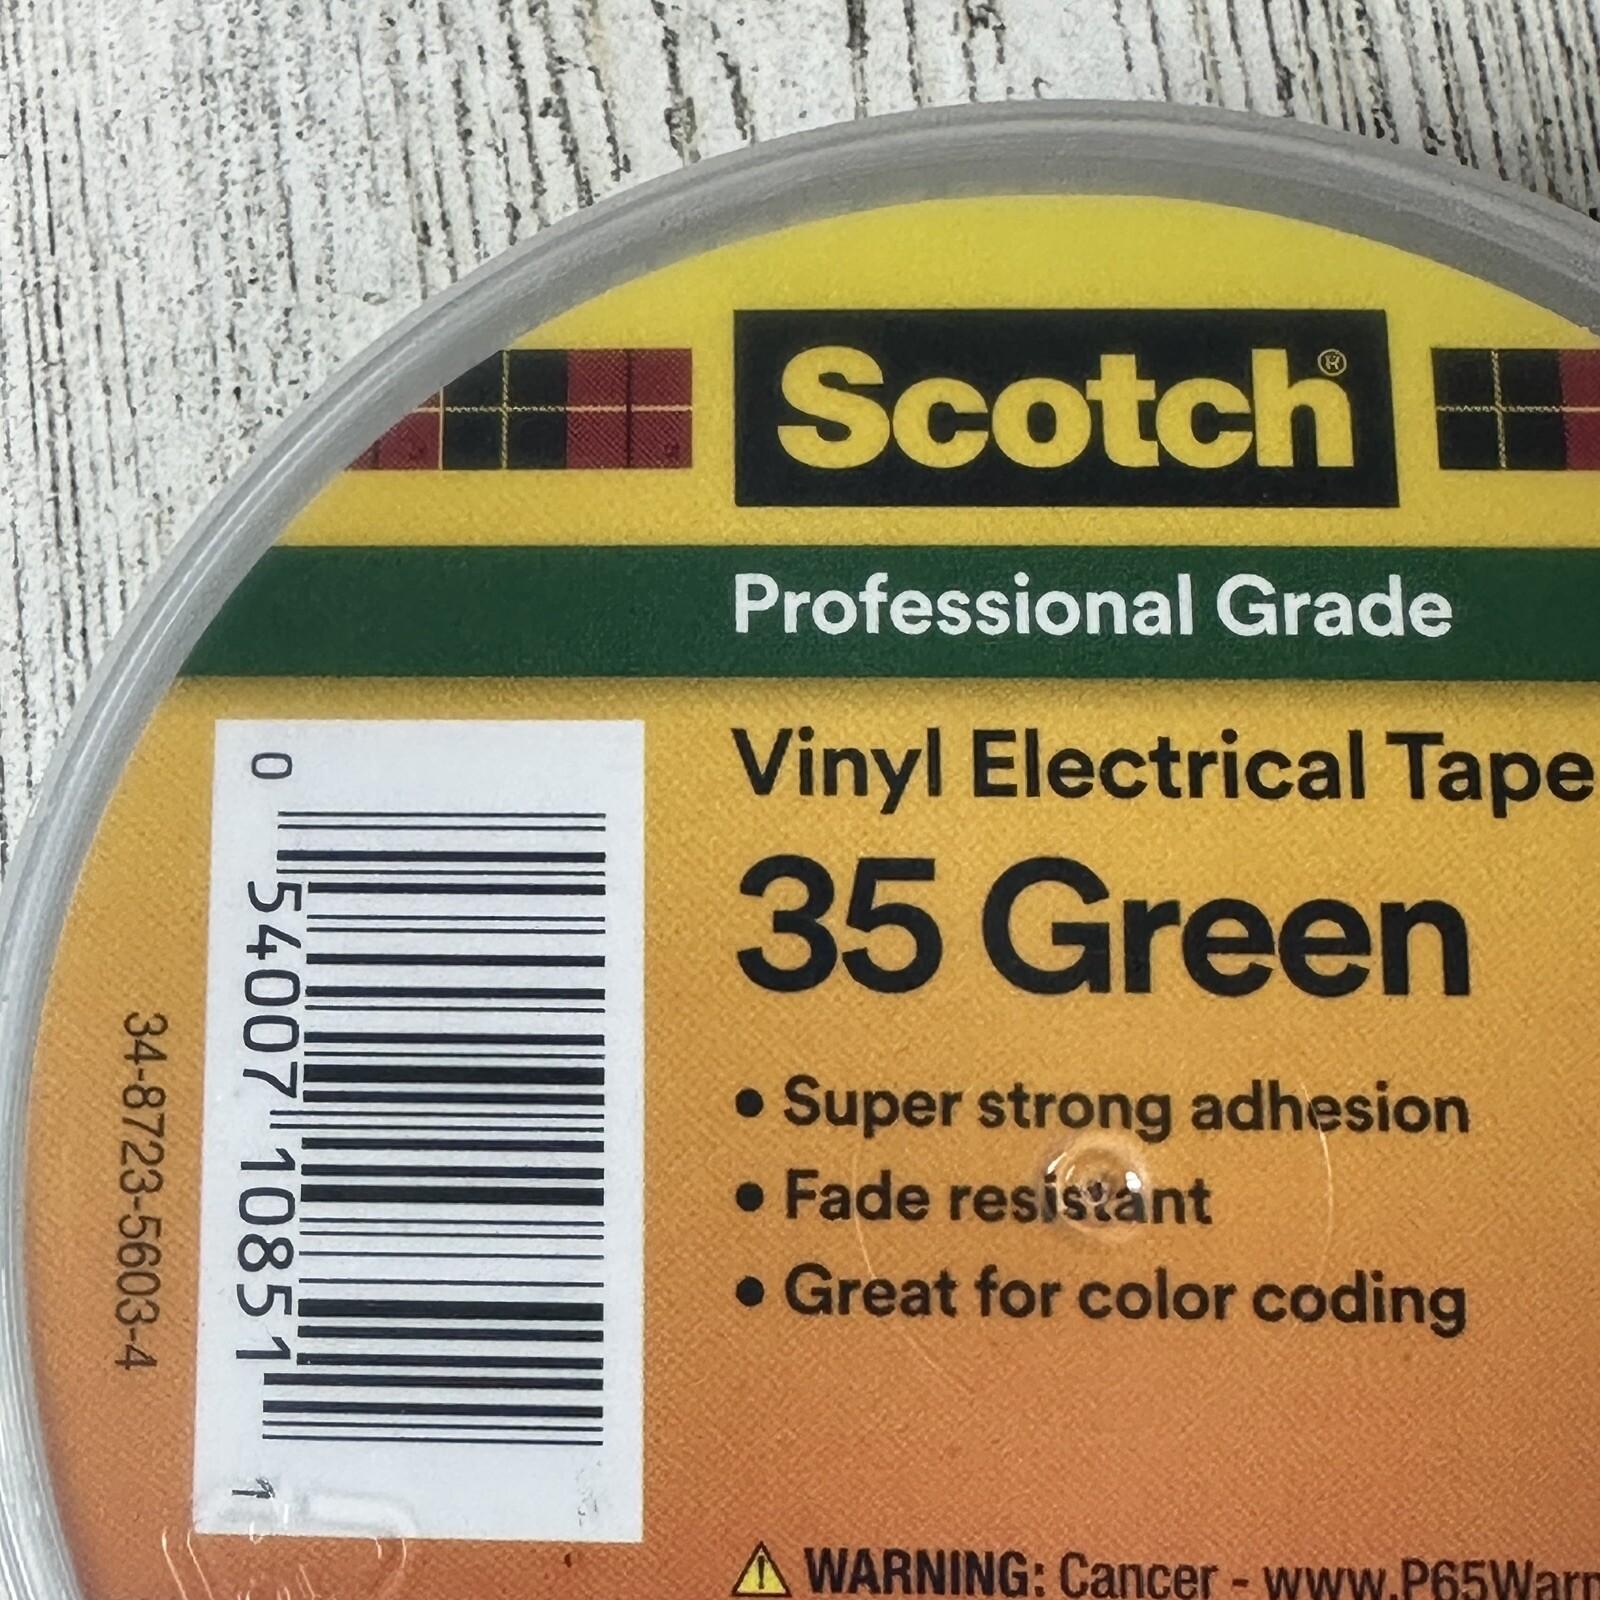 Scotch®
Professional Grade
Vinyl Electrical Tape
35 Green
• Super strong adhesion
• Fade resistant
• Great for color coding
WARNING: Cancer - www.P65Warn
0 54007 10851 1
34-8723-5603-4